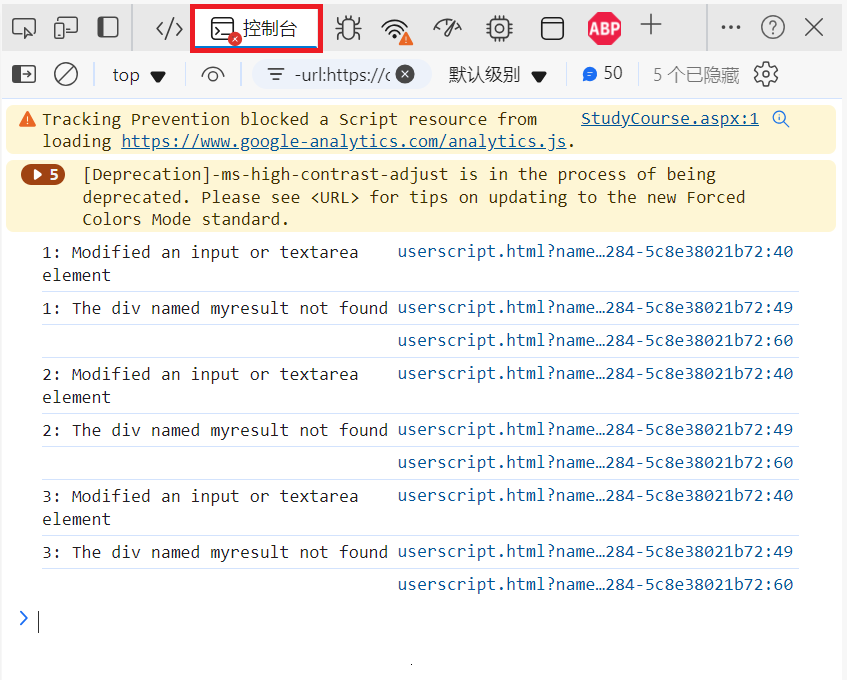 控制台
ABP
top
-url:https://c
默认级别
50
5 个已隐藏
Tracking Prevention blocked a Script resource from
StudyCourse.aspx:1
loading https://www.google-analytics.com/analytics.js.
5
[Deprecation]-ms-high-contrast-adjust is in the process of being
deprecated. Please see <URL> for tips on updating to the new Forced
Colors Mode standard.
1: Modified an input or textarea
userscript.html?name…284-5c8e38021b72:40
element
1: The div named myresult not found
userscript.html?name…284-5c8e38021b72:49
userscript.html?name…284-5c8e38021b72:60
2: Modified an input or textarea
userscript.html?name…284-5c8e38021b72:40
element
2: The div named myresult not found
userscript.html?name…284-5c8e38021b72:49
userscript.html?name…284-5c8e38021b72:60
3: Modified an input or textarea
userscript.html?name…284-5c8e38021b72:40
element
3: The div named myresult not found
userscript.html?name…284-5c8e38021b72:49
userscript.html?name…284-5c8e38021b72:60